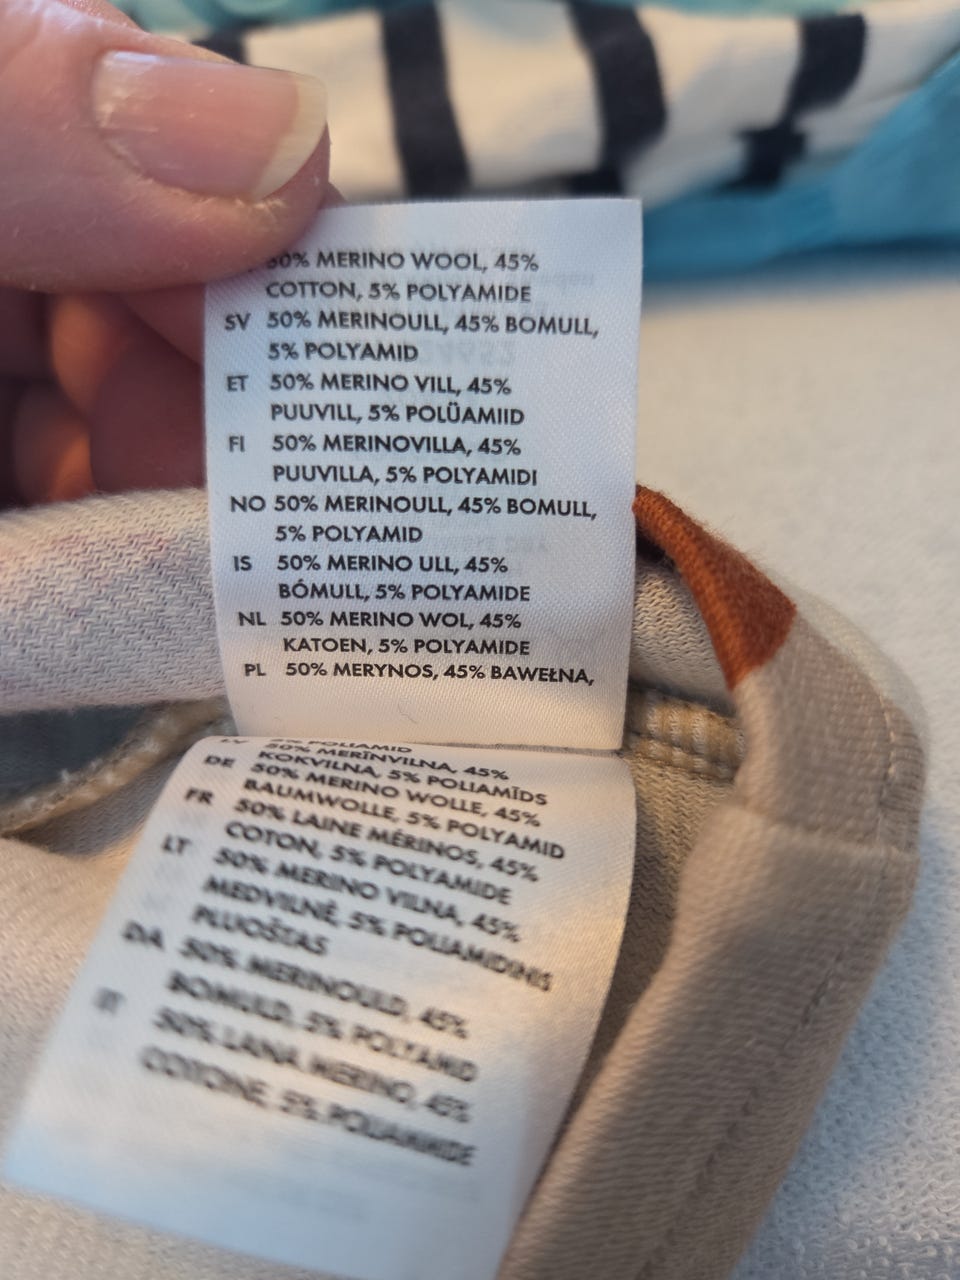 50% MERINO WOOL, 45%
COTTON, 5% POLYAMIDE
SV 50% MERINOULL, 45% BOMULL,
5% POLYAMID
ET 50% MERINO VILL, 45%
PUUVILL, 5% POLÜAMIID
FI 50% MERINOVILLA, 45%
PUUVILLA, 5% POLYAMIDI
NO 50% MERINOULL, 45% BOMULL,
5% POLYAMID
IS 50% MERINO ULL, 45%
BÓMULL, 5% POLYAMIDE
NL 50% MERINO WOL, 45%
KATOEN, 5% POLYAMIDE
PL 50% MERYNOS, 45% BAWEŁNA,
5% POLIAMID
LV 50% MERĪNVILNA, 45%
KOKVILNA, 5% POLIAMĪDS
DE 50% MERINO WOLLE, 45%
BAUMWOLLE, 5% POLYAMID
FR 50% LAINE MÉRINOS, 45%
COTON, 5% POLYAMIDE
LT 50% MERINO VILNA, 45%
MEDVILNĖ, 5% POLIAMIDINIS
PLUOŠTAS
DA 50% MERINOULD, 45%
BOMULD, 5% POLYAMID
IT 50% LANA MERINO, 45%
COTONE, 5% POLIAMMIDE